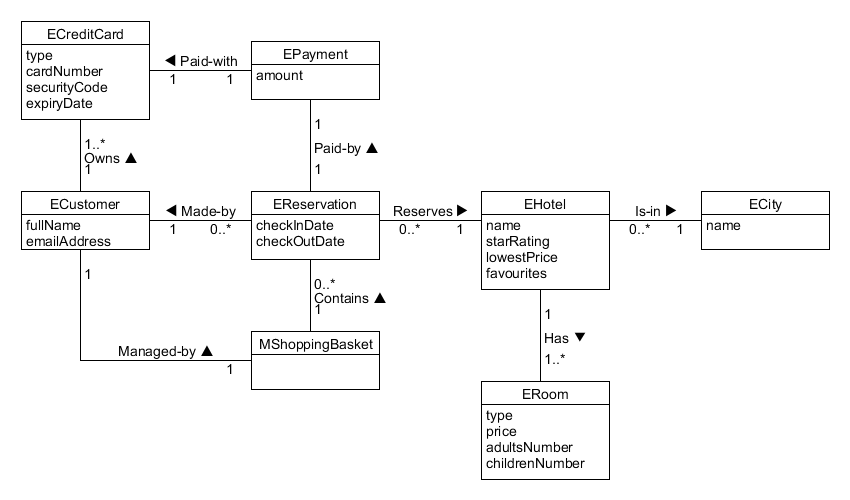 ECreditCard
type
cardNumber
securityCode
expiryDate
◀ Paid-with
1 1
EPayment
amount
1..*
Owns ▲
1
1
Paid-by ▲
1
ECustomer
fullName
emailAddress
◀ Made-by
1 0..*
EReservation
checkInDate
checkOutDate
Reserves ▶
0..* 1
EHotel
name
starRating
lowestPrice
favourites
Is-in ▶
0..* 1
ECity
name
1
Managed-by ▲
1
0..*
Contains ▲
1
MShoppingBasket
1
Has ▼
1..*
ERoom
type
price
adultsNumber
childrenNumber